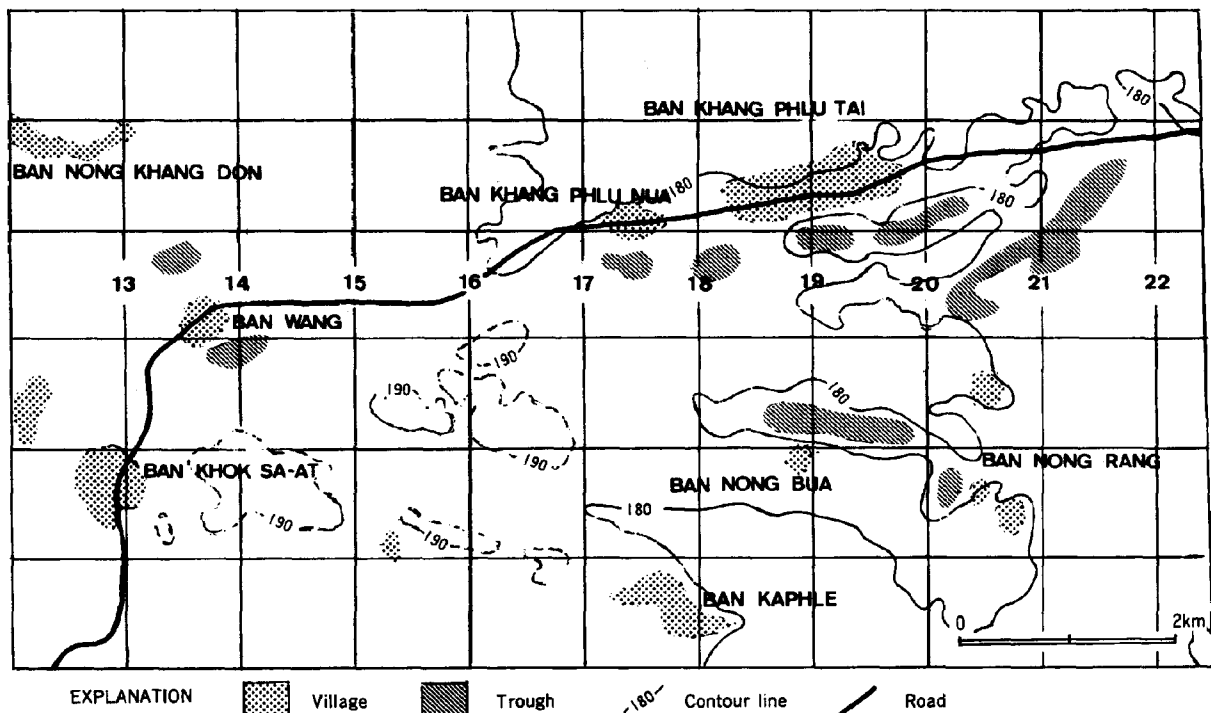 180
BAN KHANG PHLU TAI
BAN NONG KHANG DON
BAN KHANG PHLU NUA
180
180
13 14 15 16 17 18 19 20 21 22
BAN WANG
190
190
180
190
BAN KHOK SA-AT
BAN NONG RANG
BAN NONG BUA
190
190
180
BAN KAPHLE
0 2km
EXPLANATION Village Trough -180- Contour line Road